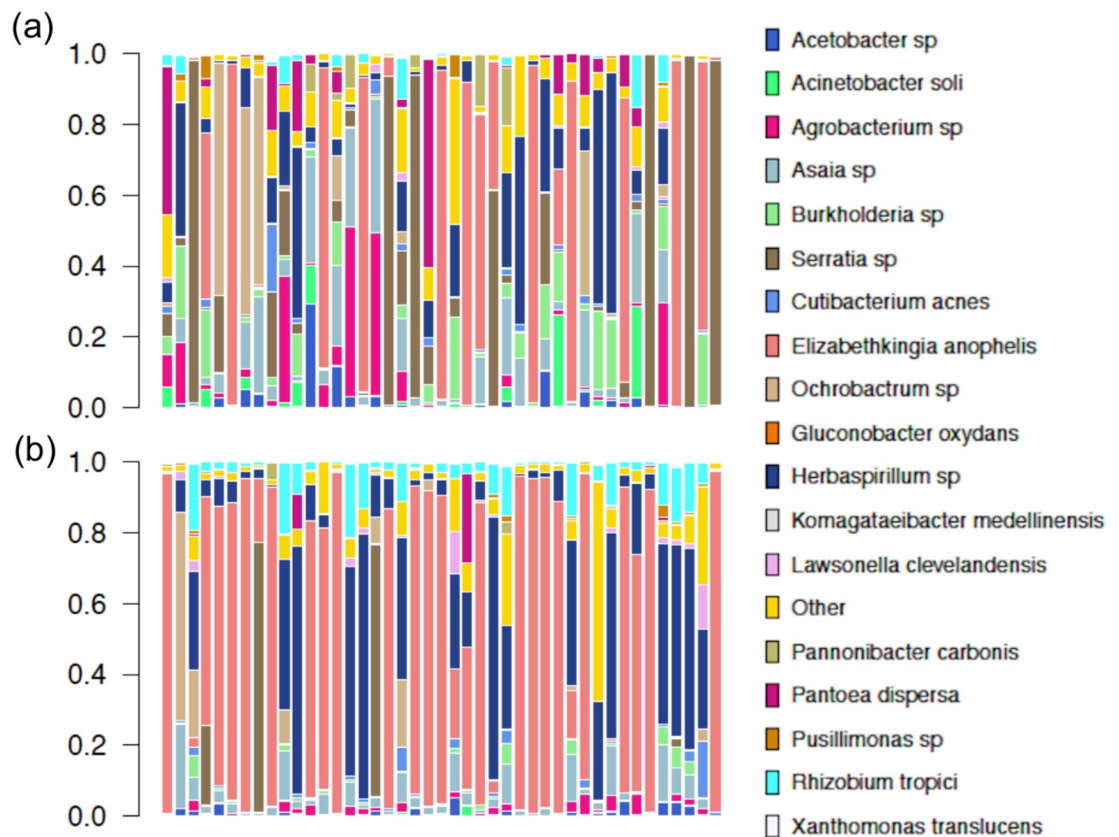 (a)
1.0
0.8
0.6
0.4
0.2
0.0
(b)
1.0
0.8
0.6
0.4
0.2
0.0
Acetobacter sp
Acinetobacter soli
Agrobacterium sp
Asaia sp
Burkholderia sp
Serratia sp
Cutibacterium acnes
Elizabethkingia anophelis
Ochrobactrum sp
Gluconobacter oxydans
Herbaspirillum sp
Komagataeibacter medellinensis
Lawsonella clevelandensis
Other
Pannonibacter carbonis
Pantoea dispersa
Pusillimonas sp
Rhizobium tropici
Xanthomonas translucens